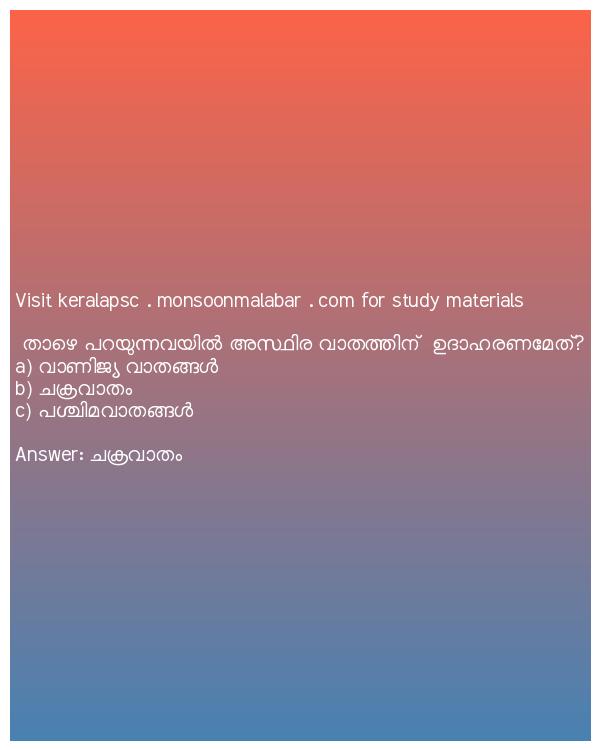 Visit keralapsc . monsoonmalabar . com for study materials
താഴെ പറയുന്നവയിൽ അസ്ഥിര വാതത്തിന് ഉദാഹരണമേത്?
a) വാണിജ്യ വാതങ്ങൾ
b) ചക്രവാതം
c) പശ്ചിമവാതങ്ങൾ
Answer: ചക്രവാതം